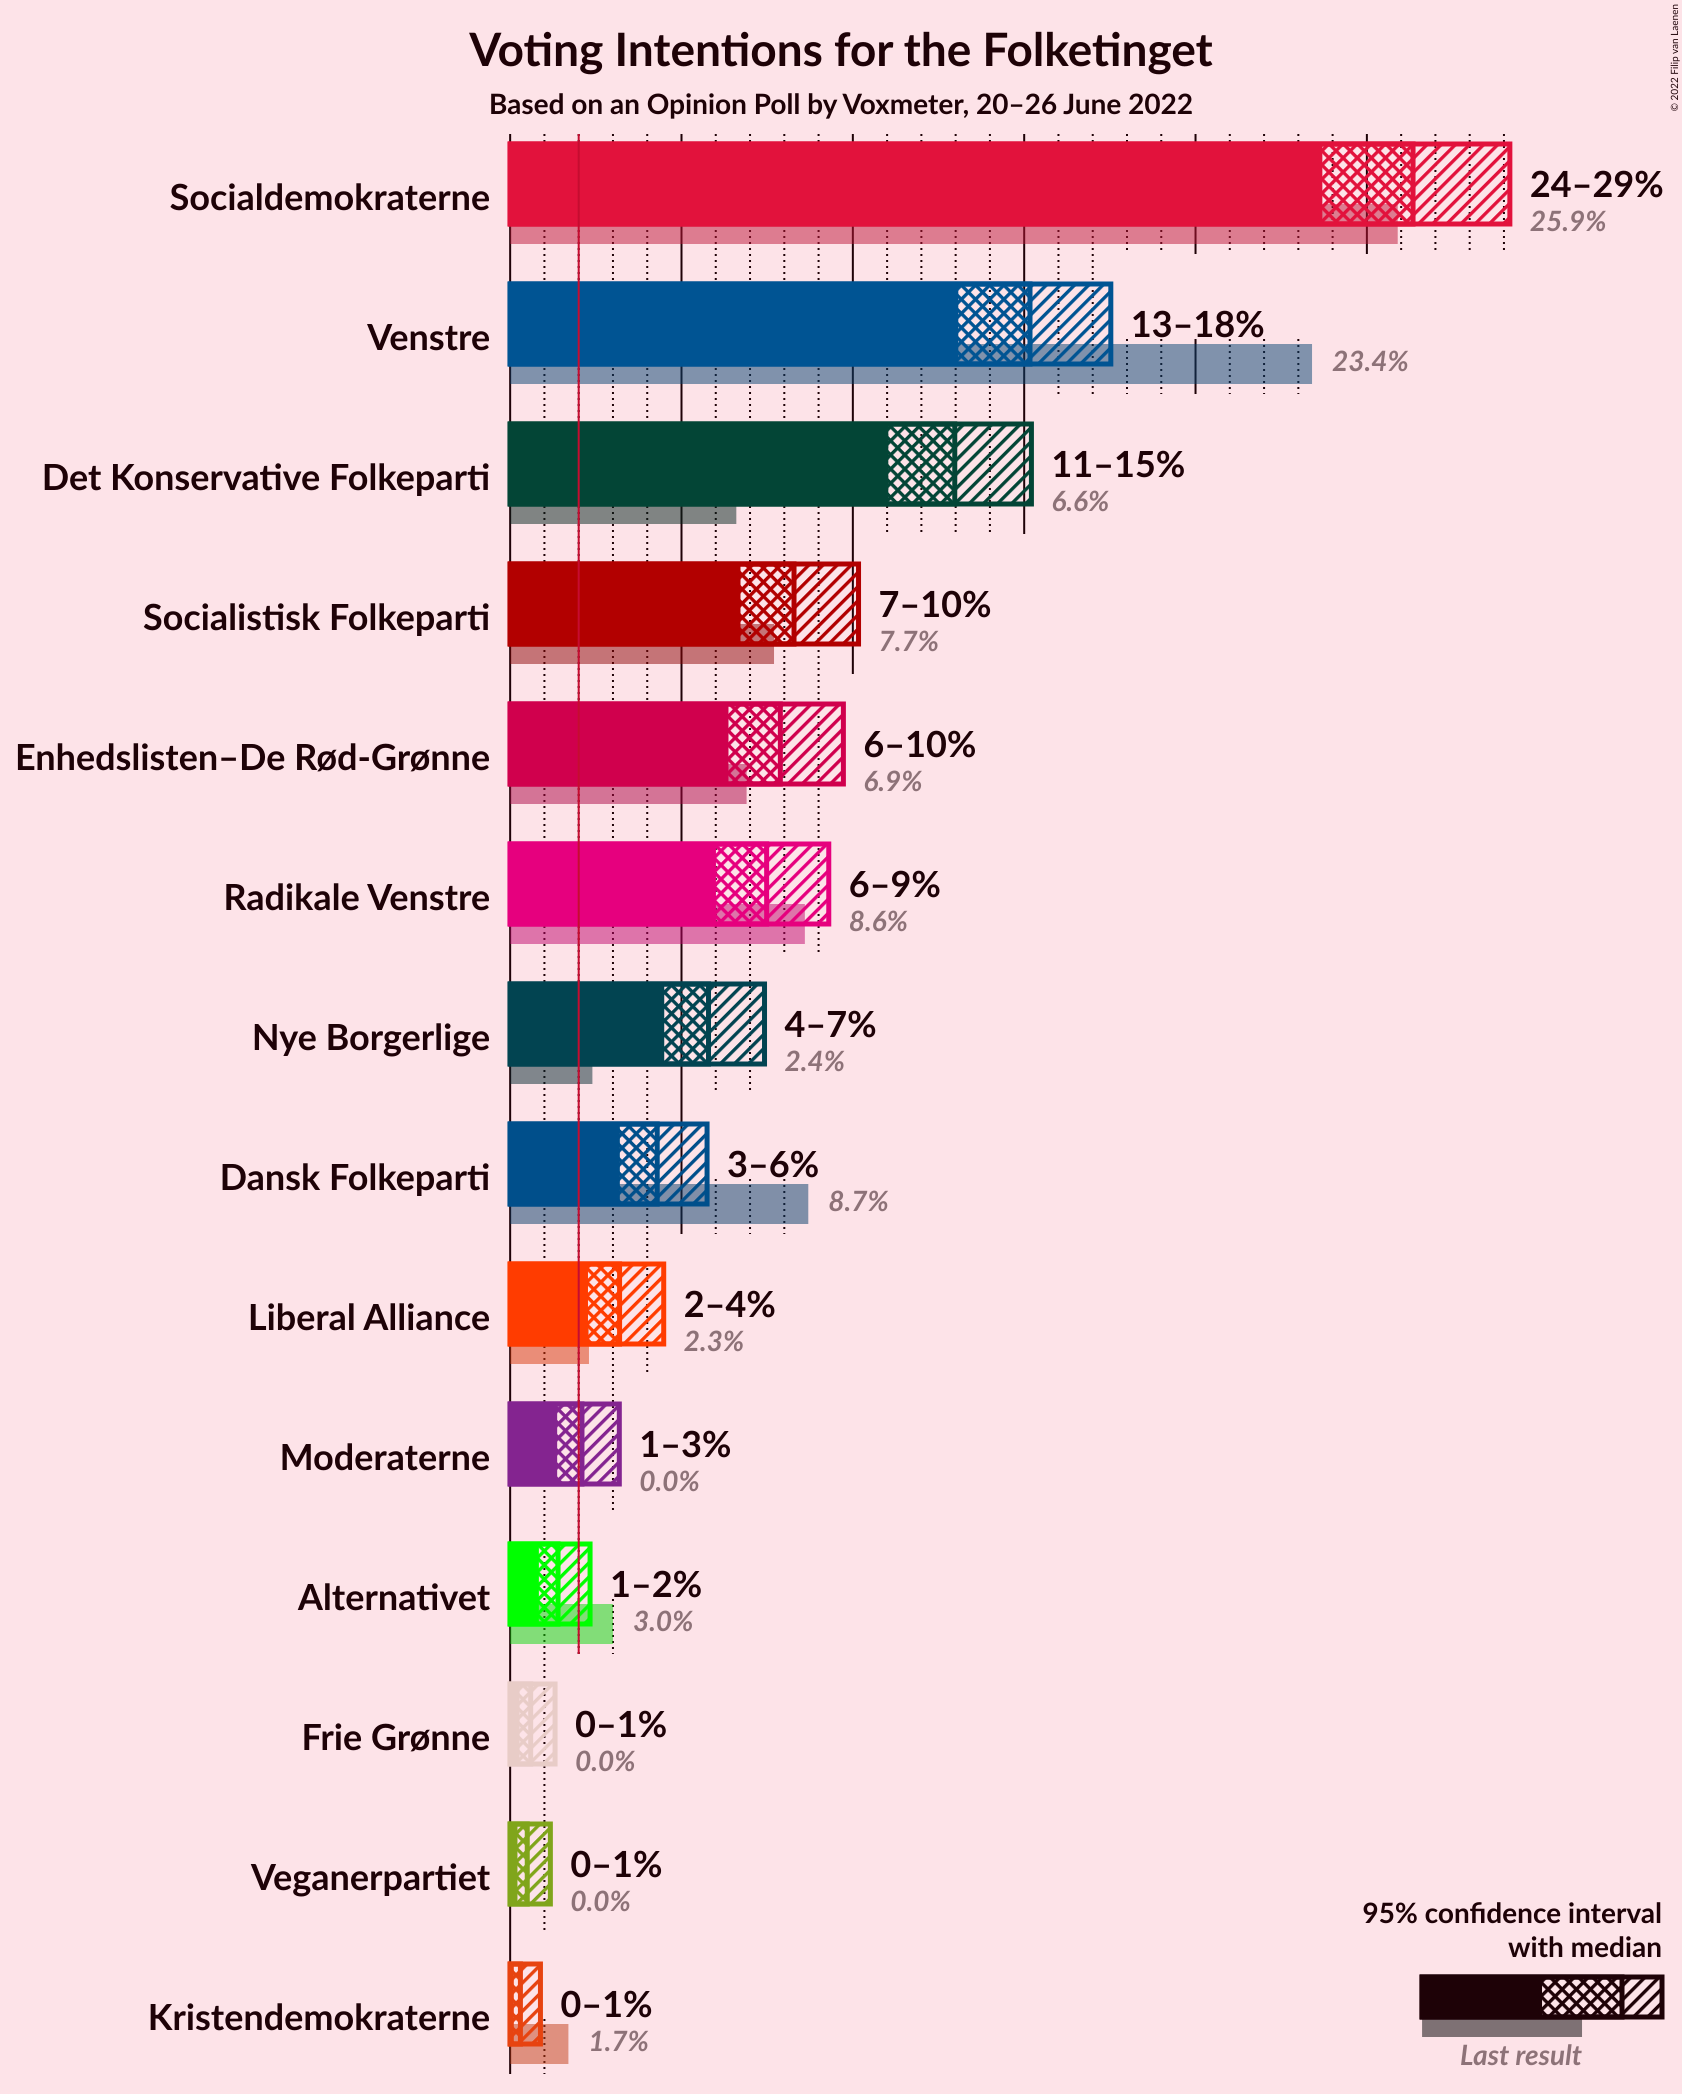 Voting Intentions for the Folketinget
Based on an Opinion Poll by Voxmeter, 20–26 June 2022
© 2022 Filip van Laenen
Socialdemokraterne
24–29%
25.9%
Venstre
13–18%
23.4%
Det Konservative Folkeparti
11–15%
6.6%
Socialistisk Folkeparti
7–10%
7.7%
Enhedslisten–De Rød-Grønne
6–10%
6.9%
Radikale Venstre
6–9%
8.6%
Nye Borgerlige
4–7%
2.4%
Dansk Folkeparti
3–6%
8.7%
Liberal Alliance
2–4%
2.3%
Moderaterne
1–3%
0.0%
Alternativet
1–2%
3.0%
Frie Grønne
0–1%
0.0%
Veganerpartiet
0–1%
0.0%
Kristendemokraterne
0–1%
1.7%
95% confidence interval
with median
Last result